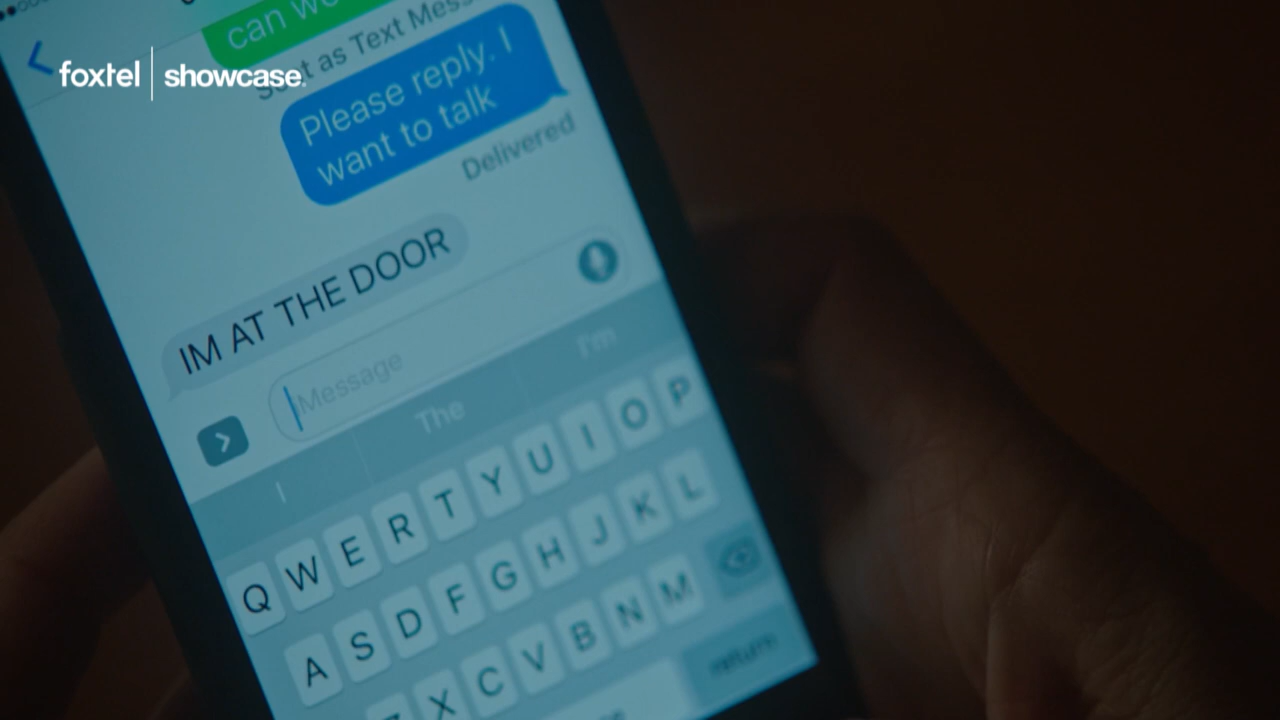 can we
foxtel | showcase
Sent as Text Mess
Please reply. I
want to talk
Delivered
IM AT THE DOOR
Message
I
The
I'm
Q W E R T Y U I O P
A S D F G H J K L
Z X C V B N M
return